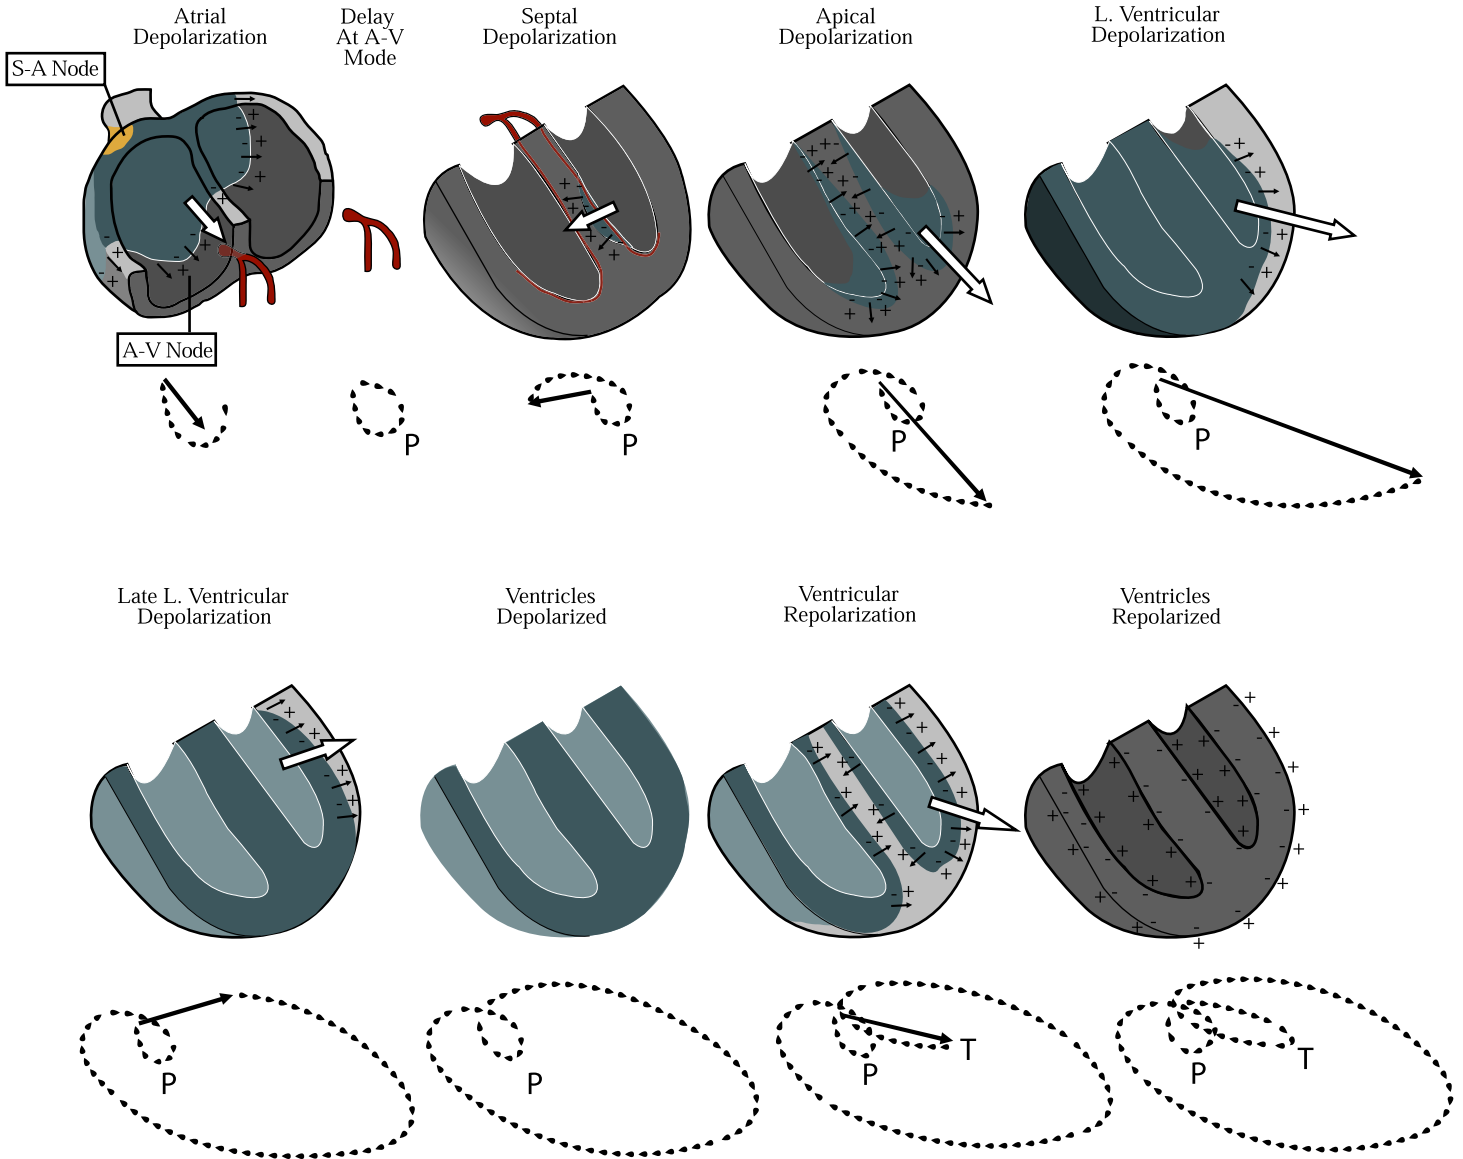 Atrial
Depolarization
Delay
At A-V
Mode
Septal
Depolarization
Apical
Depolarization
L. Ventricular
Depolarization
S-A Node
A-V Node
P
P
P
P
Late L. Ventricular
Depolarization
Ventricles
Depolarized
Ventricular
Repolarization
Ventricles
Repolarized
P
P
P
T
P
T